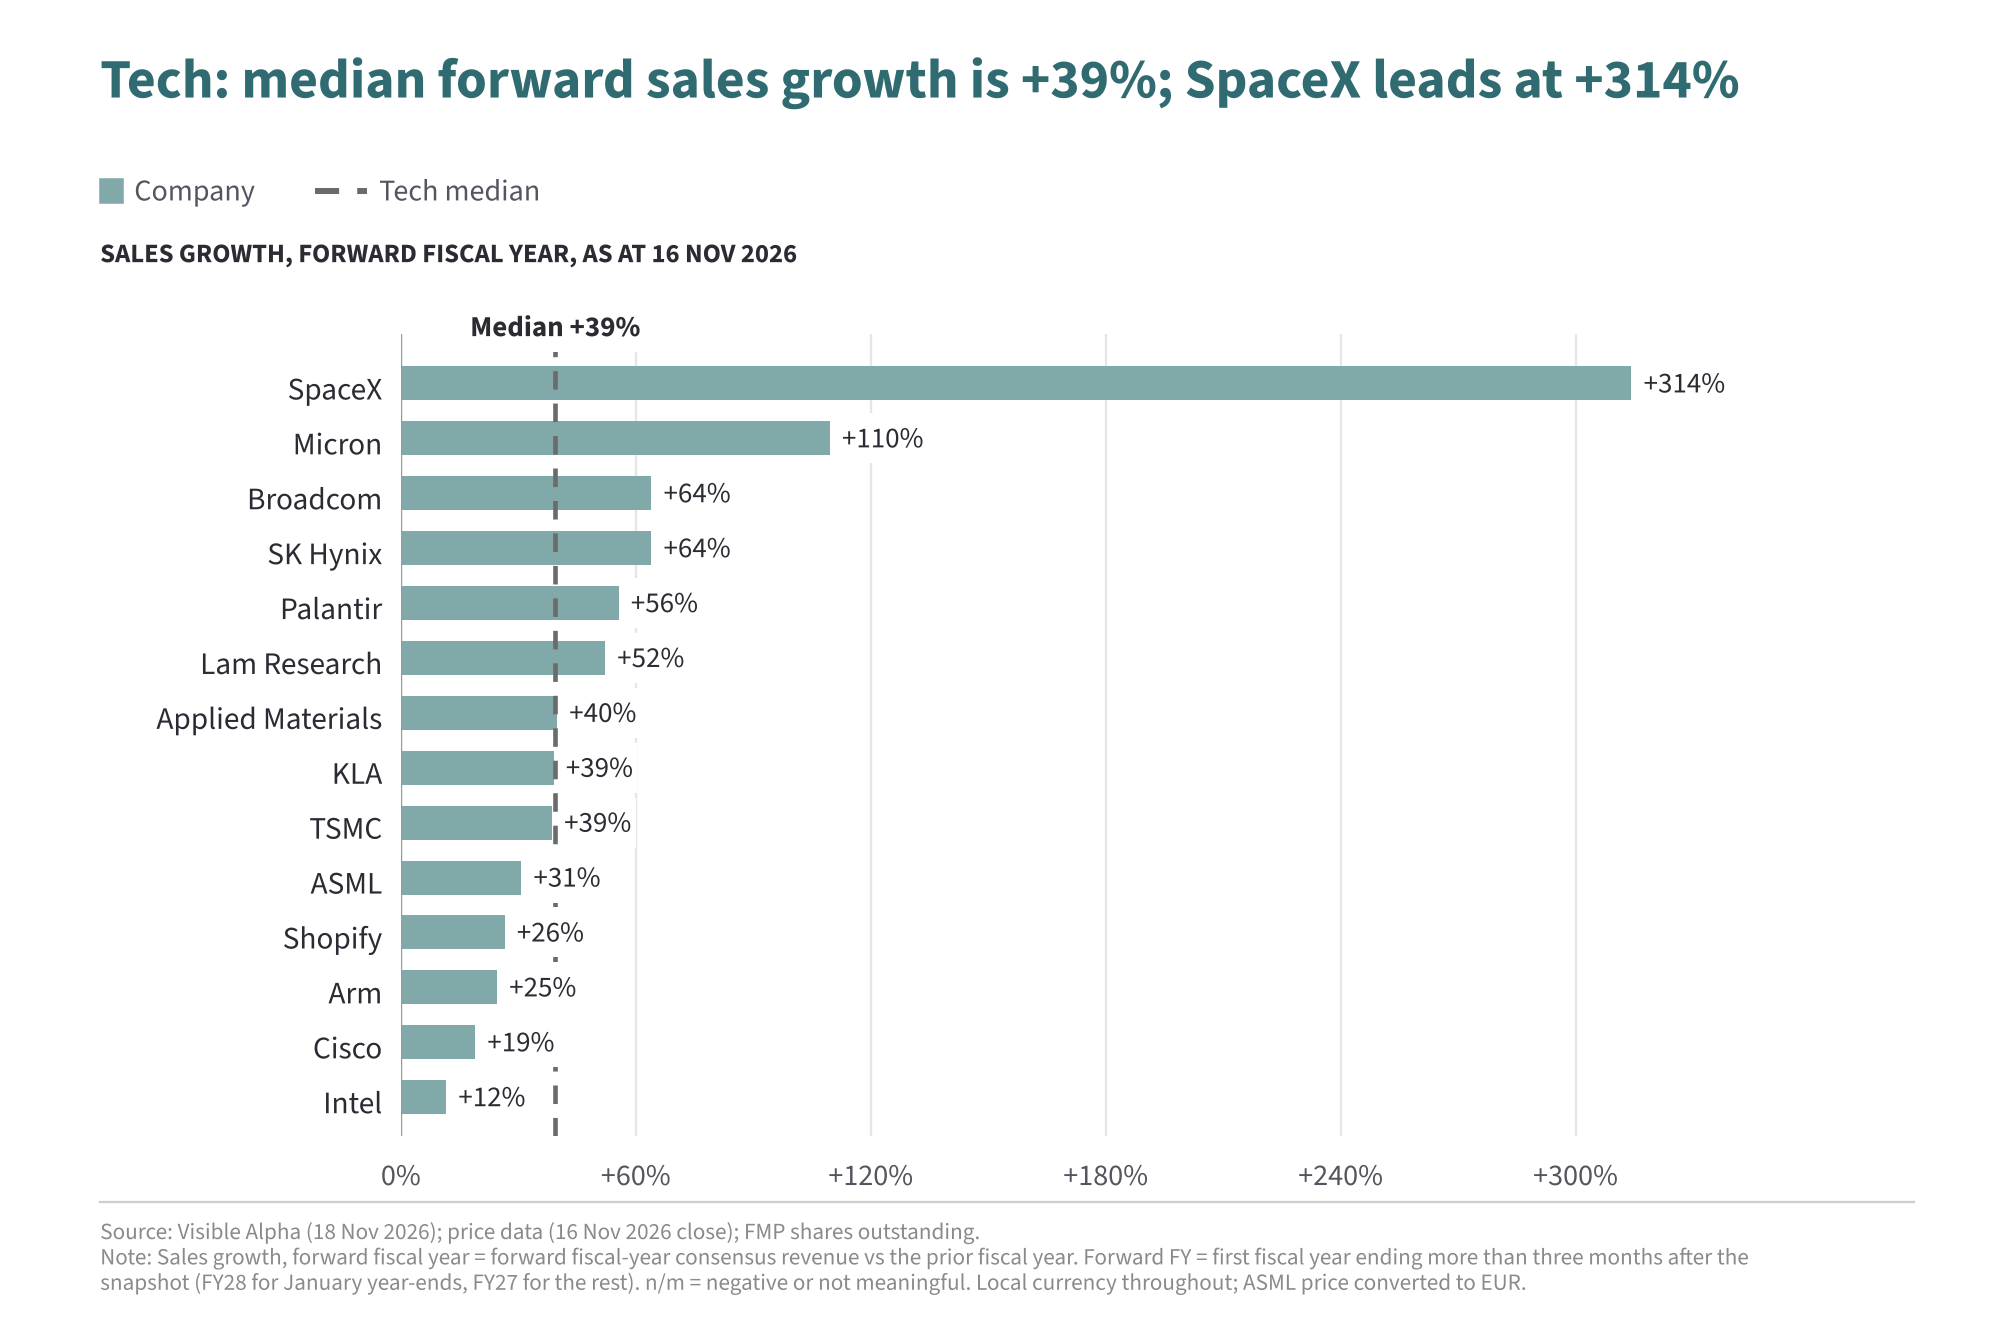 Tech: median forward sales growth is +39%; SpaceX leads at +314%
Company
Tech median
SALES GROWTH, FORWARD FISCAL YEAR, AS AT 16 NOV 2026
Median +39%
SpaceX +314%
Micron +110%
Broadcom +64%
SK Hynix +64%
Palantir +56%
Lam Research +52%
Applied Materials +40%
KLA +39%
TSMC +39%
ASML +31%
Shopify +26%
Arm +25%
Cisco +19%
Intel +12%
0% +60% +120% +180% +240% +300%
Source: Visible Alpha (18 Nov 2026); price data (16 Nov 2026 close); FMP shares outstanding.
Note: Sales growth, forward fiscal year = forward fiscal-year consensus revenue vs the prior fiscal year. Forward FY = first fiscal year ending more than three months after the
snapshot (FY28 for January year-ends, FY27 for the rest). n/m = negative or not meaningful. Local currency throughout; ASML price converted to EUR.